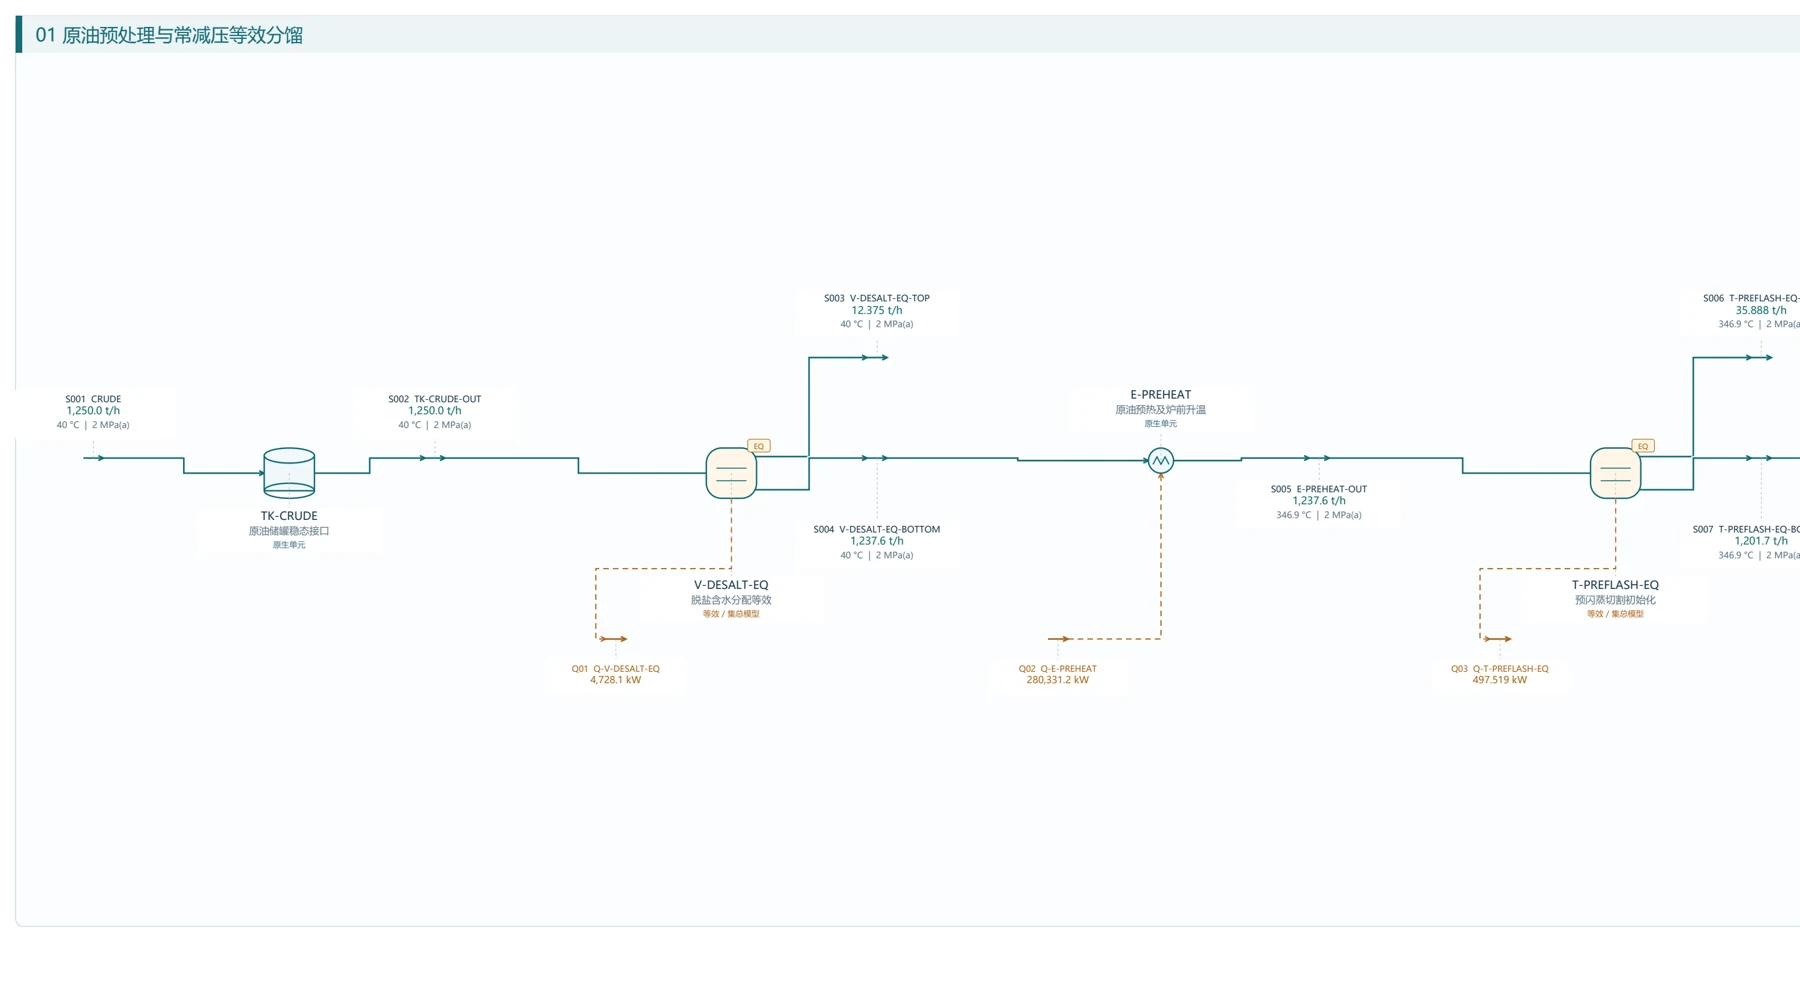 01 原油预处理与常减压等效分馏
S003 V-DESALT-EQ-TOP
12.375 t/h
40 °C | 2 MPa(a)
S006 T-PREFLASH-EQ-
35.888 t/h
346.9 °C | 2 MPa(a
S001 CRUDE
1,250.0 t/h
40 °C | 2 MPa(a)
S002 TK-CRUDE-OUT
1,250.0 t/h
40 °C | 2 MPa(a)
E-PREHEAT
原油预热及炉前升温
原生单元
EQ
EQ
TK-CRUDE
原油储罐稳态接口
原生单元
S004 V-DESALT-EQ-BOTTOM
1,237.6 t/h
40 °C | 2 MPa(a)
S005 E-PREHEAT-OUT
1,237.6 t/h
346.9 °C | 2 MPa(a)
S007 T-PREFLASH-EQ-BO
1,201.7 t/h
346.9 °C | 2 MPa(a
V-DESALT-EQ
脱盐含水分配等效
等效 / 集总模型
T-PREFLASH-EQ
预闪蒸切割初始化
等效 / 集总模型
Q01 Q-V-DESALT-EQ
4,728.1 kW
Q02 Q-E-PREHEAT
280,331.2 kW
Q03 Q-T-PREFLASH-EQ
497.519 kW